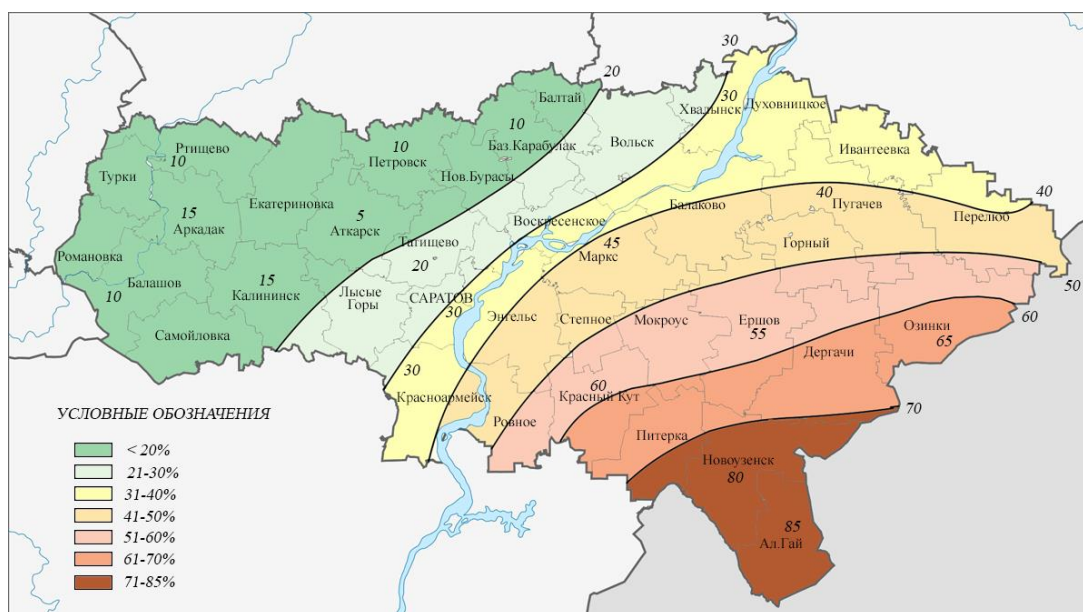 30
20
Балтай
30
Хвалынск
Духовницкое
10
Баз.Карабулак
Вольск
Ртищево
10
10
Петровск
Ивантеевка
Турки
Нов.Бурасы
Екатериновка
15
Аркадак
5
Аткарск
Воскресенское
Балаково
40
Пугачев
40
Перелюб
Татищево
45
Маркс
Горный
Романовка
20
50
Балашов
10
15
Калининск
Лысые
Горы
САРАТОВ
30
Энгельс
Степное
Мокроус
Ершов
55
Озинки
65
60
Самойловка
Дергачи
30
Красноармейск
60
Красный Кут
70
Ровное
Питерка
Новоузенск
80
85
Ал.Гай
УСЛОВНЫЕ ОБОЗНАЧЕНИЯ
< 20%
21-30%
31-40%
41-50%
51-60%
61-70%
71-85%